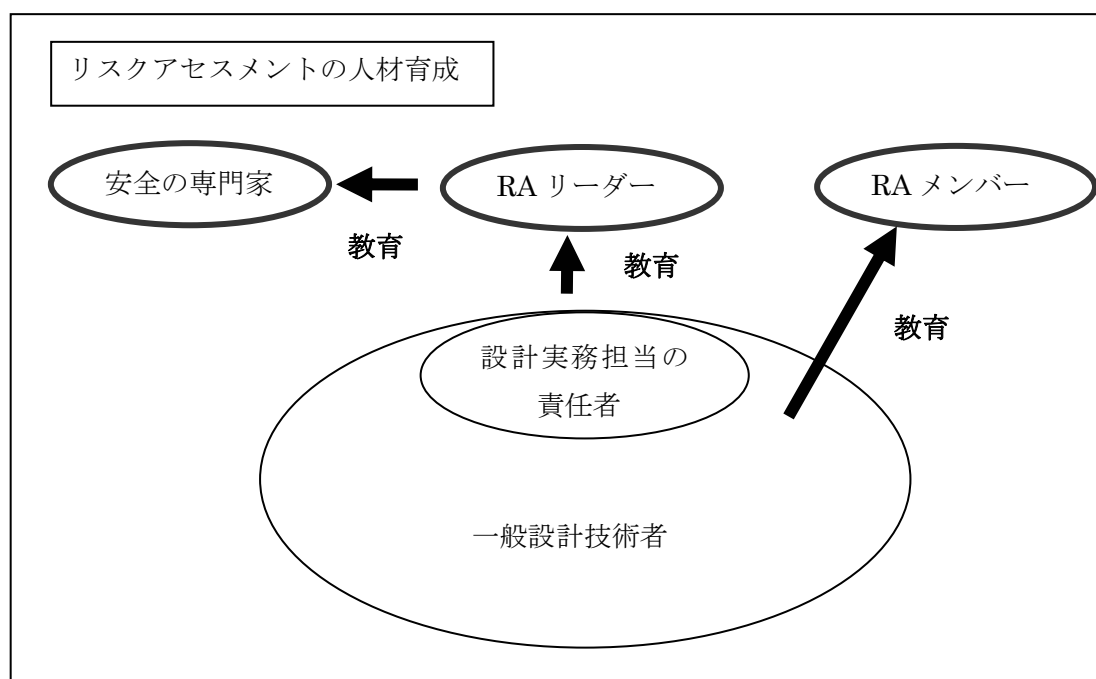 リスクアセスメントの人材育成
安全の専門家
RA リーダー
RA メンバー
教育
教育
教育
設計実務担当の
責任者
一般設計技術者